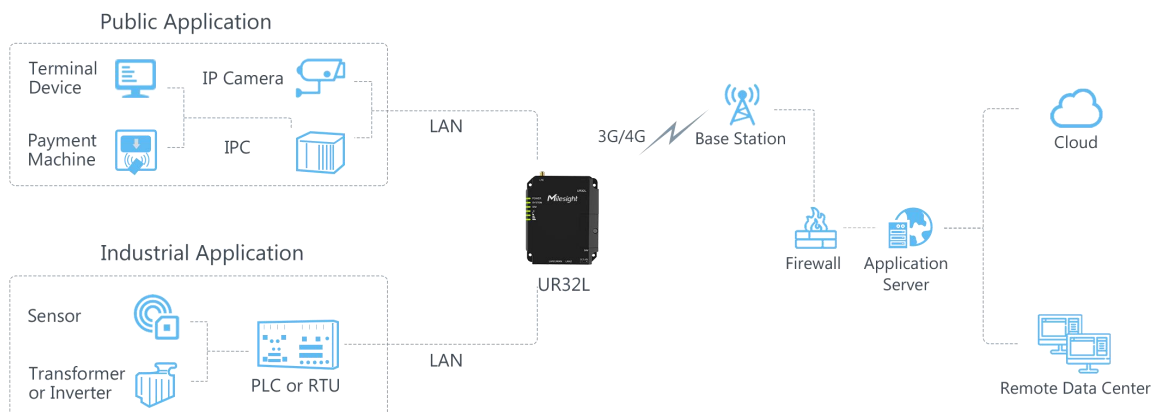 Public Application
Terminal
Device
IP Camera
Payment
Machine
IPC
LAN
3G/4G
Base Station
Cloud
Milesight
UR32L
Firewall
Application
Server
Industrial Application
Sensor
Transformer
or Inverter
PLC or RTU
LAN
Remote Data Center